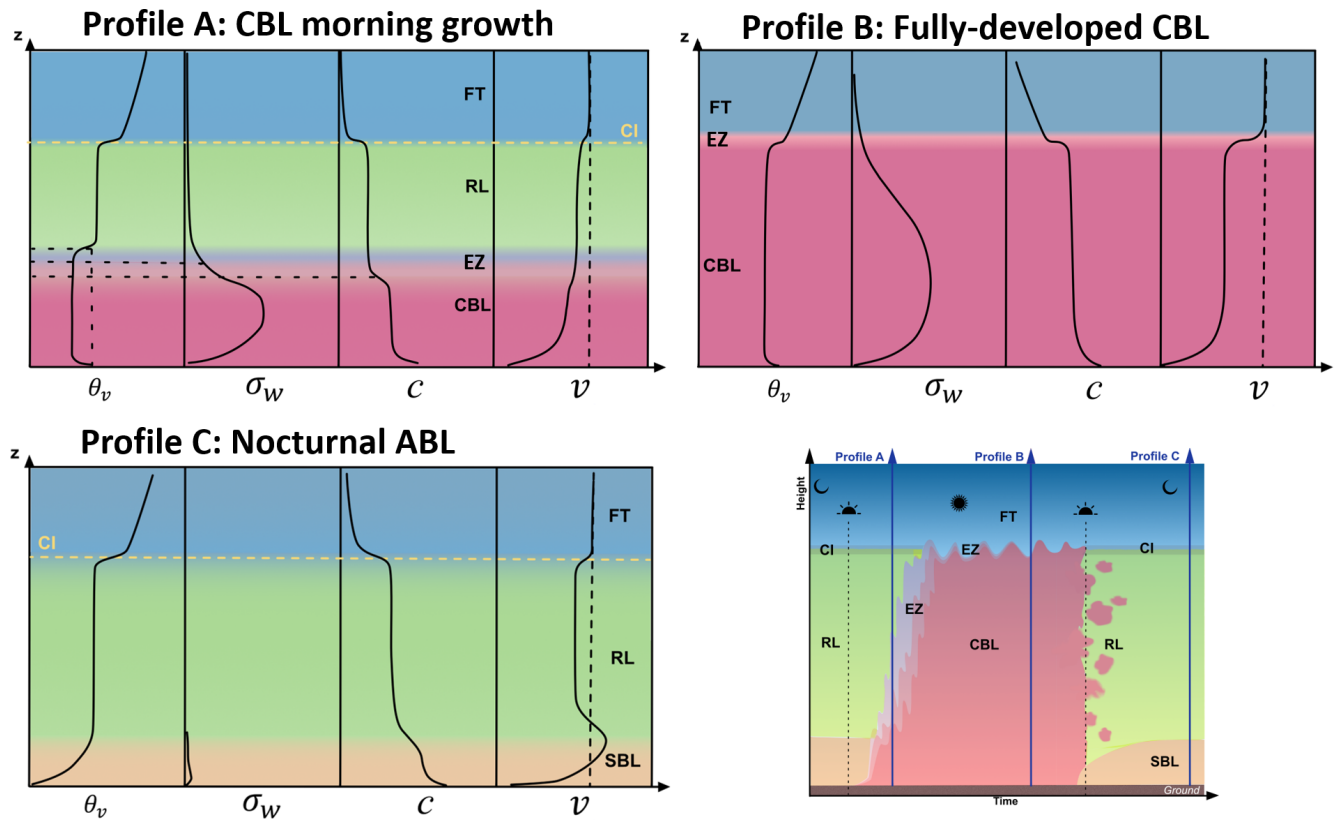 Profile A: CBL morning growth
z
FT
CI
RL
EZ
CBL
θv σW c v
Profile B: Fully-developed CBL
z
FT
EZ
CBL
θv σW c v
Profile C: Nocturnal ABL
z
FT
CI
RL
SBL
θv σW c v
Profile A Profile B Profile C
Height
FT
CI EZ CI
EZ
RL CBL RL
SBL
Ground
Time